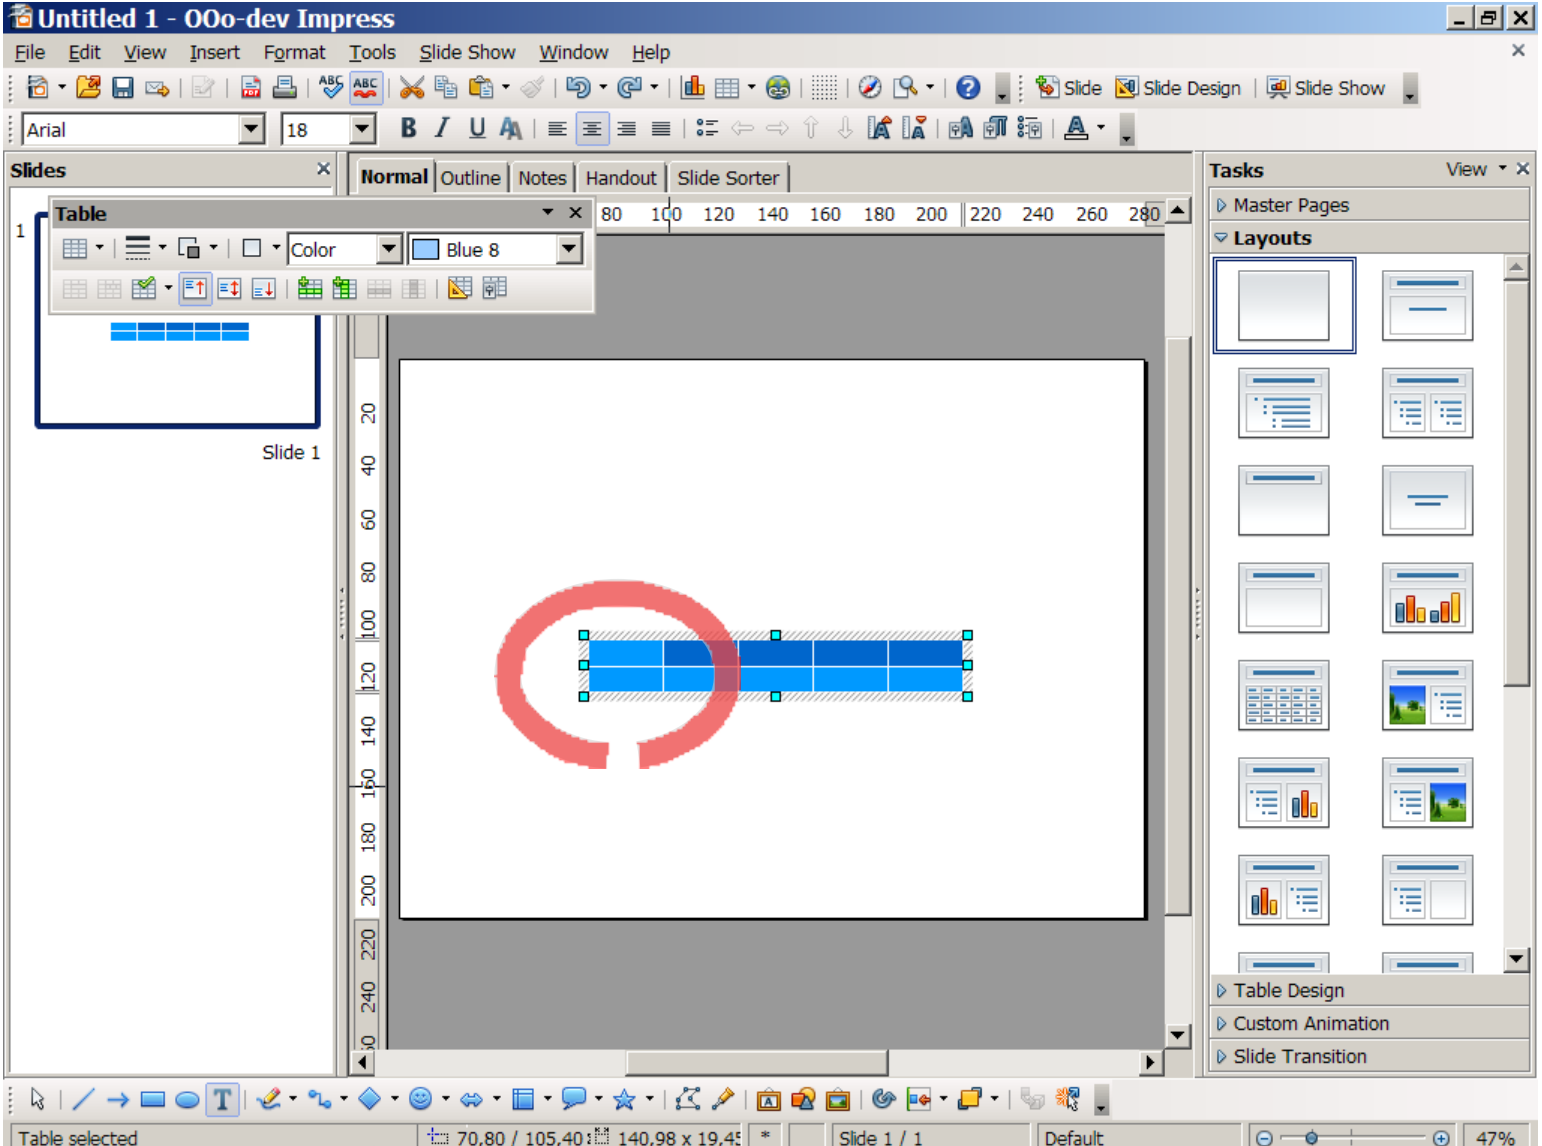 Untitled 1 - OOo-dev Impress
File Edit View Insert Format Tools Slide Show Window Help
Slide Slide Design Slide Show
Arial 18
Slides
Normal Outline Notes Handout Slide Sorter
Tasks View
1
Table
80 100 120 140 160 180 200 220 240 260 280
Master Pages
Color Blue 8
Layouts
20
40
60
80
100
120
140
160
180
200
220
240
Slide 1
Table Design
Custom Animation
Slide Transition
Table selected 70,80 / 105,40 140,98 x 19,45 * Slide 1 / 1 Default 47%